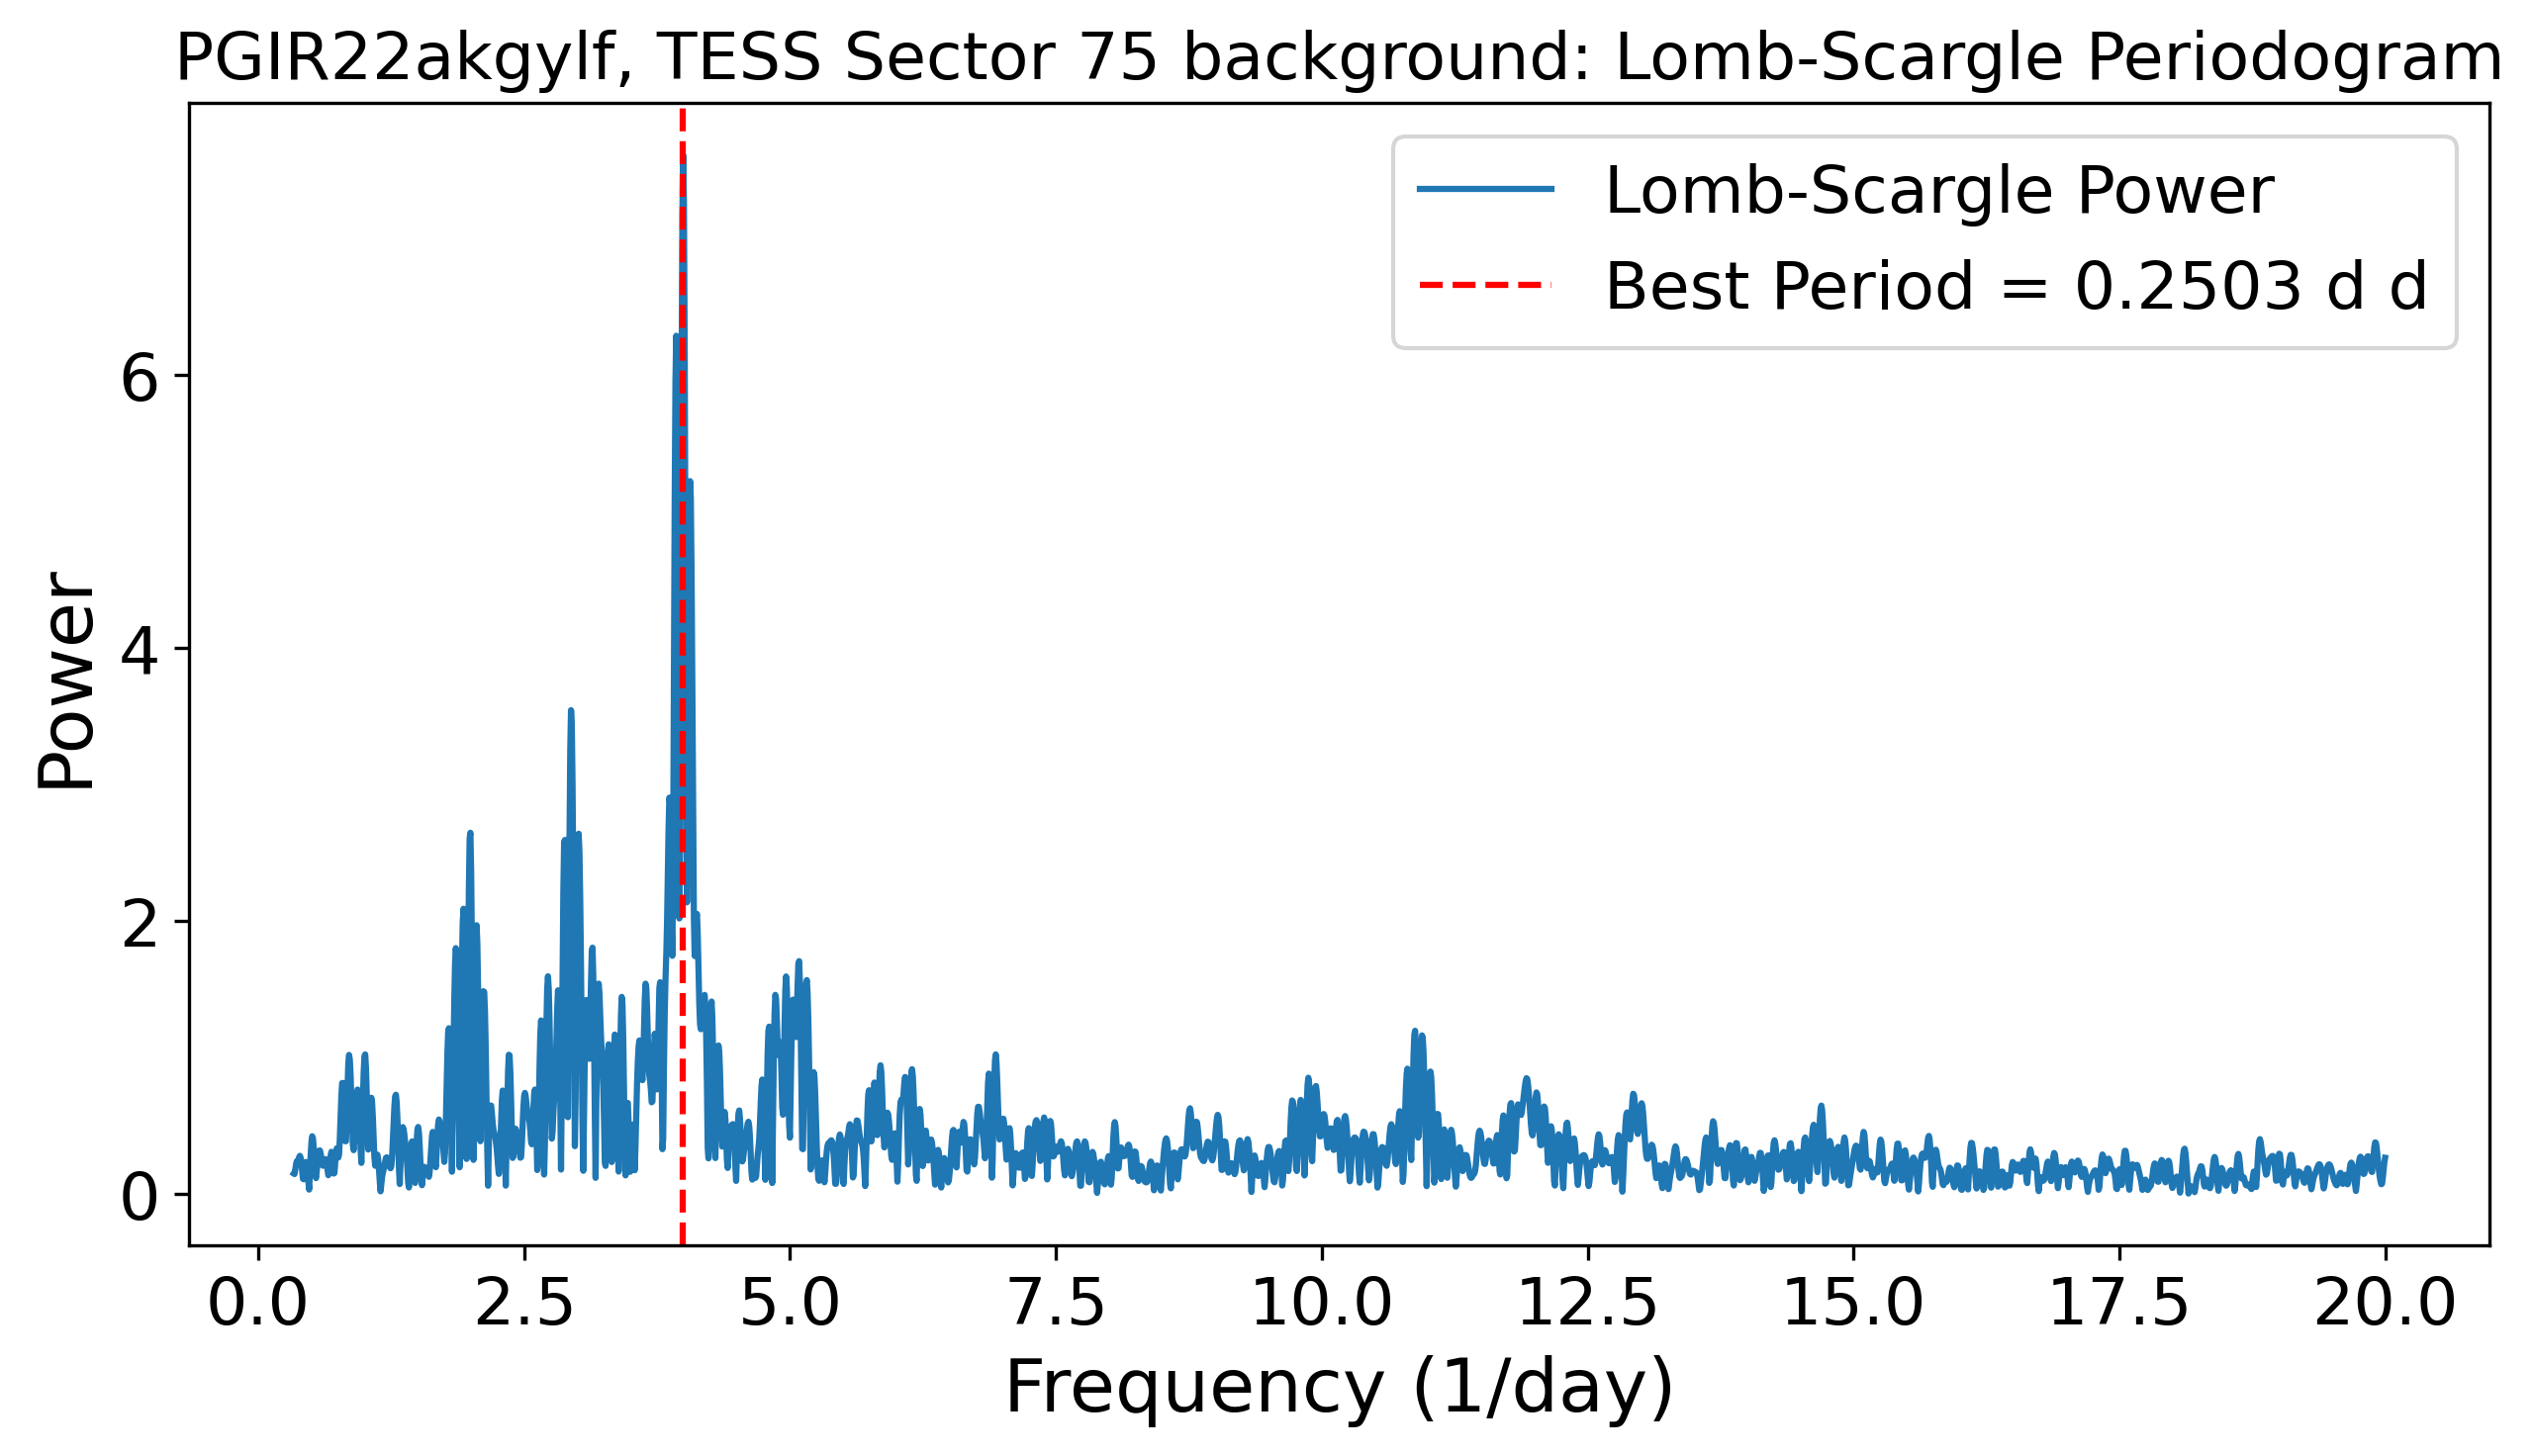 PGIR22akgylf, TESS Sector 75 background: Lomb-Scargle Periodogram
Lomb-Scargle Power
Best Period = 0.2503 d d
Power
6
4
2
0
0.0 2.5 5.0 7.5 10.0 12.5 15.0 17.5 20.0
Frequency (1/day)